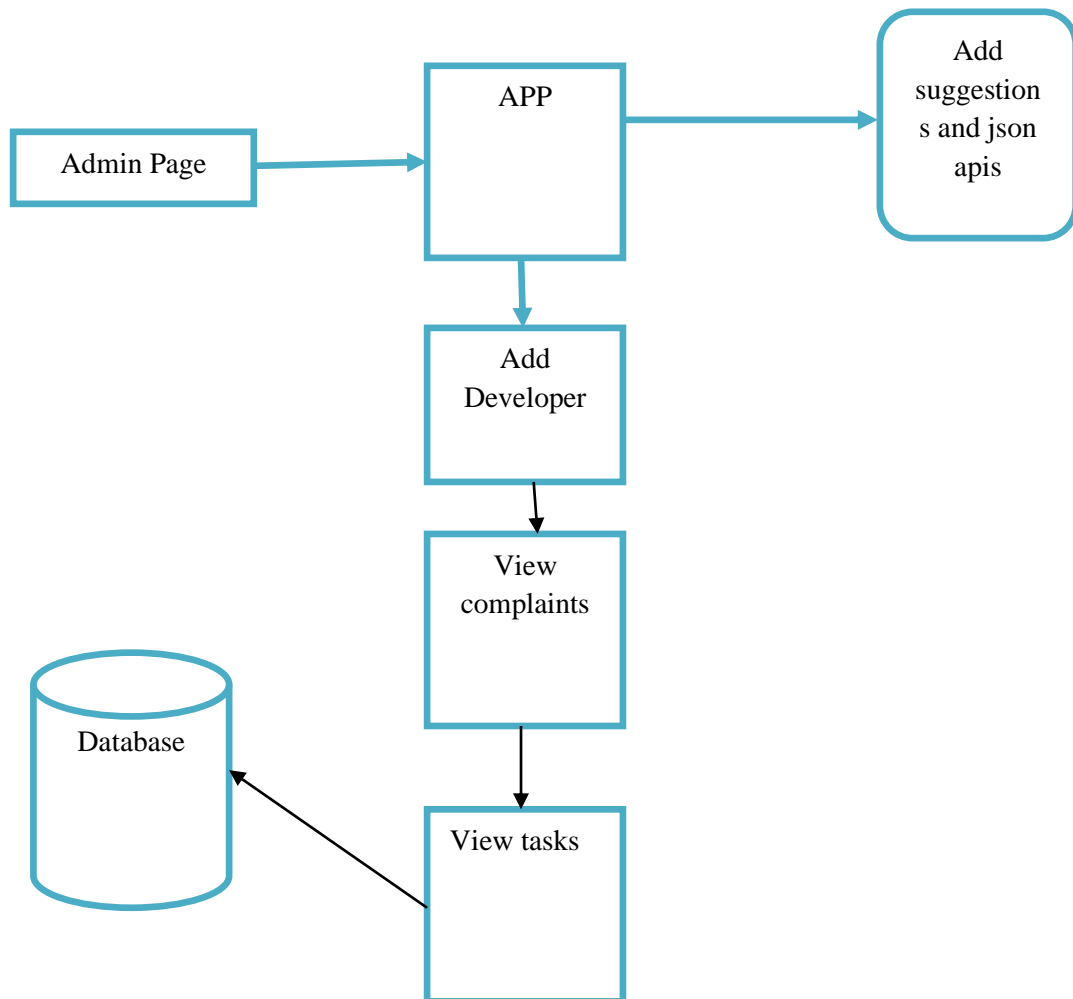 Admin Page
APP
Add
suggestion
s and json
apis
Add
Developer
View
complaints
Database
View tasks